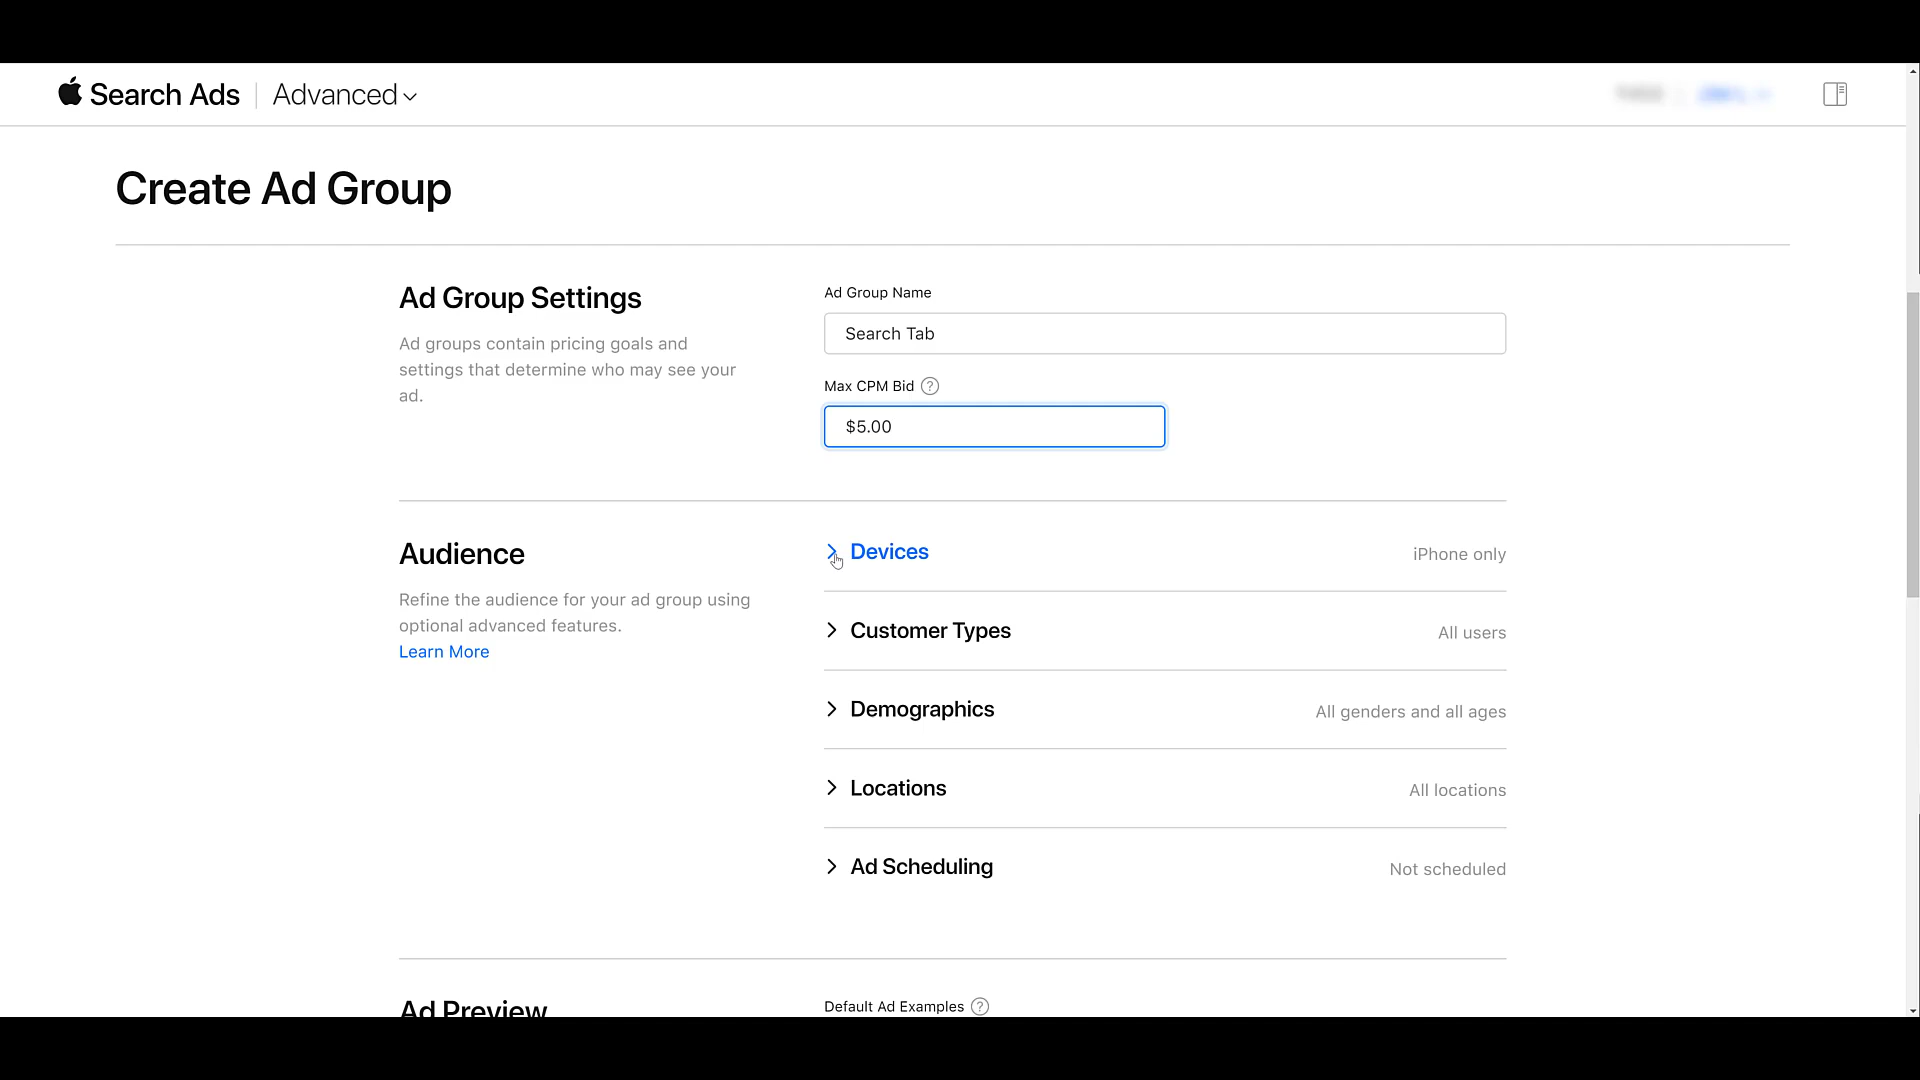 Search Ads Advanced
Create Ad Group
Ad Group Settings
Ad groups contain pricing goals and
settings that determine who may see your
ad.
Ad Group Name
Search Tab
Max CPM Bid ?
$5.00
Audience
Refine the audience for your ad group using
optional advanced features.
Learn More
Devices iPhone only
Customer Types All users
Demographics All genders and all ages
Locations All locations
Ad Scheduling Not scheduled
Ad Preview
Default Ad Examples ?